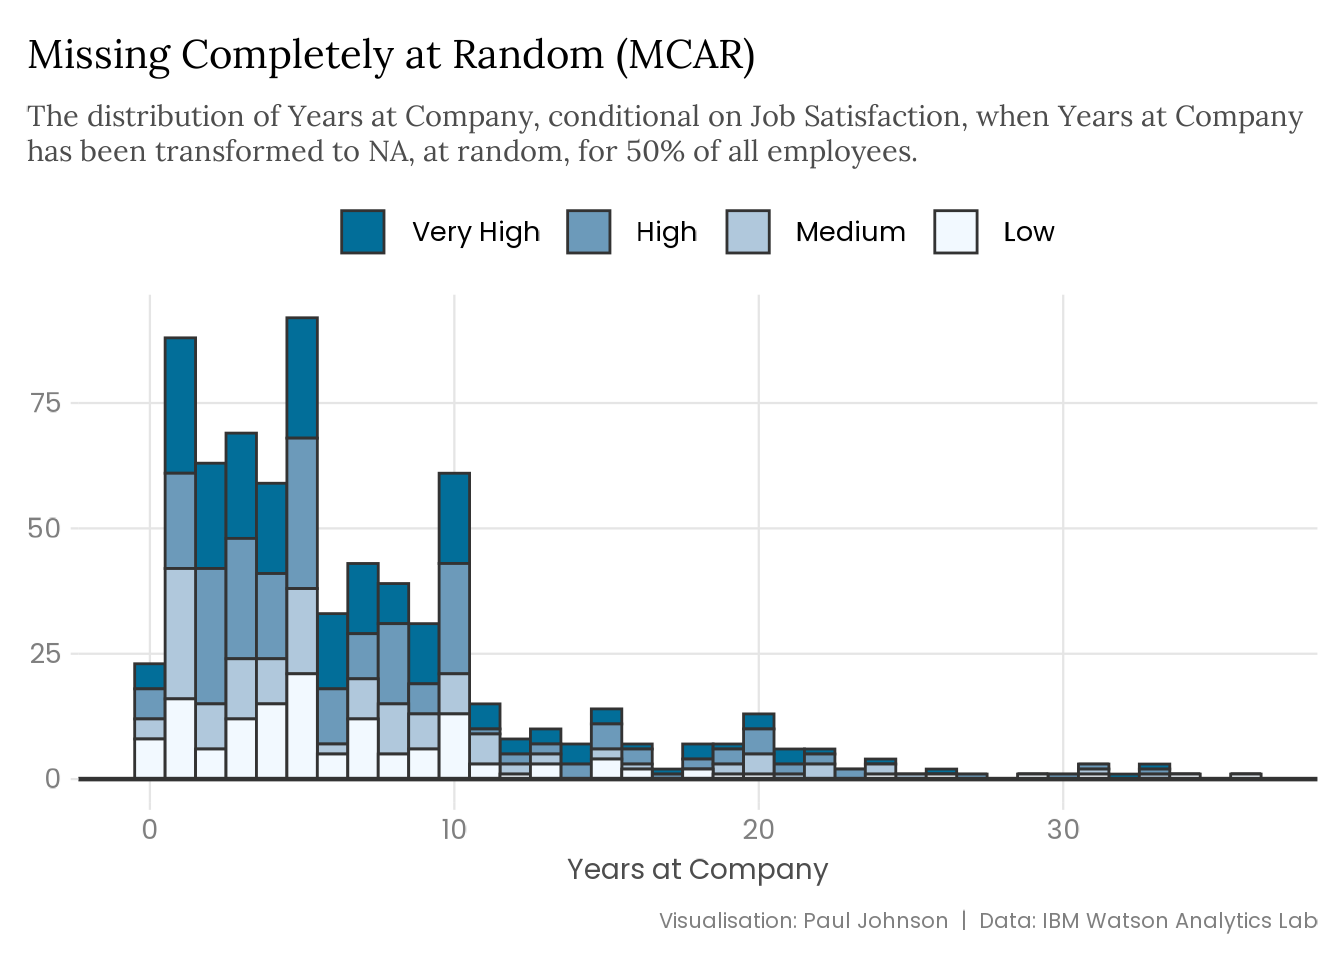 Missing Completely at Random (MCAR)
The distribution of Years at Company, conditional on Job Satisfaction, when Years at Company
has been transformed to NA, at random, for 50% of all employees.
Very High High Medium Low
75
50
25
0
0 10 20 30
Years at Company
Visualisation: Paul Johnson | Data: IBM Watson Analytics Lab